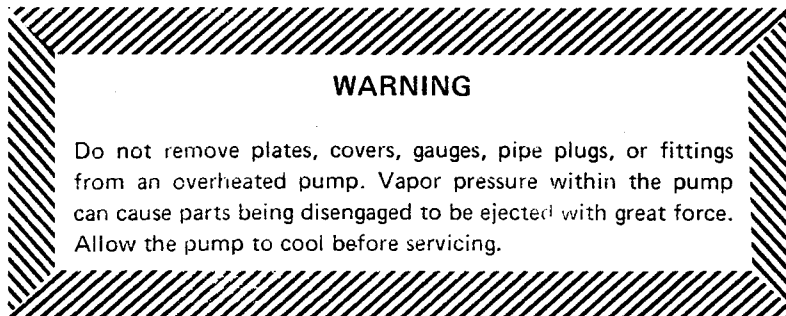 WARNING
Do not remove plates, covers, gauges, pipe plugs, or fittings
from an overheated pump. Vapor pressure within the pump
can cause parts being disengaged to be ejected with great force.
Allow the pump to cool before servicing.